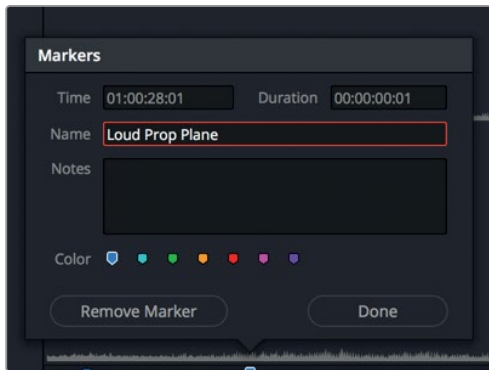 Markers
Time 01:00:28:01 Duration 00:00:00:01
Name Loud Prop Plane
Notes
Color
Remove Marker Done